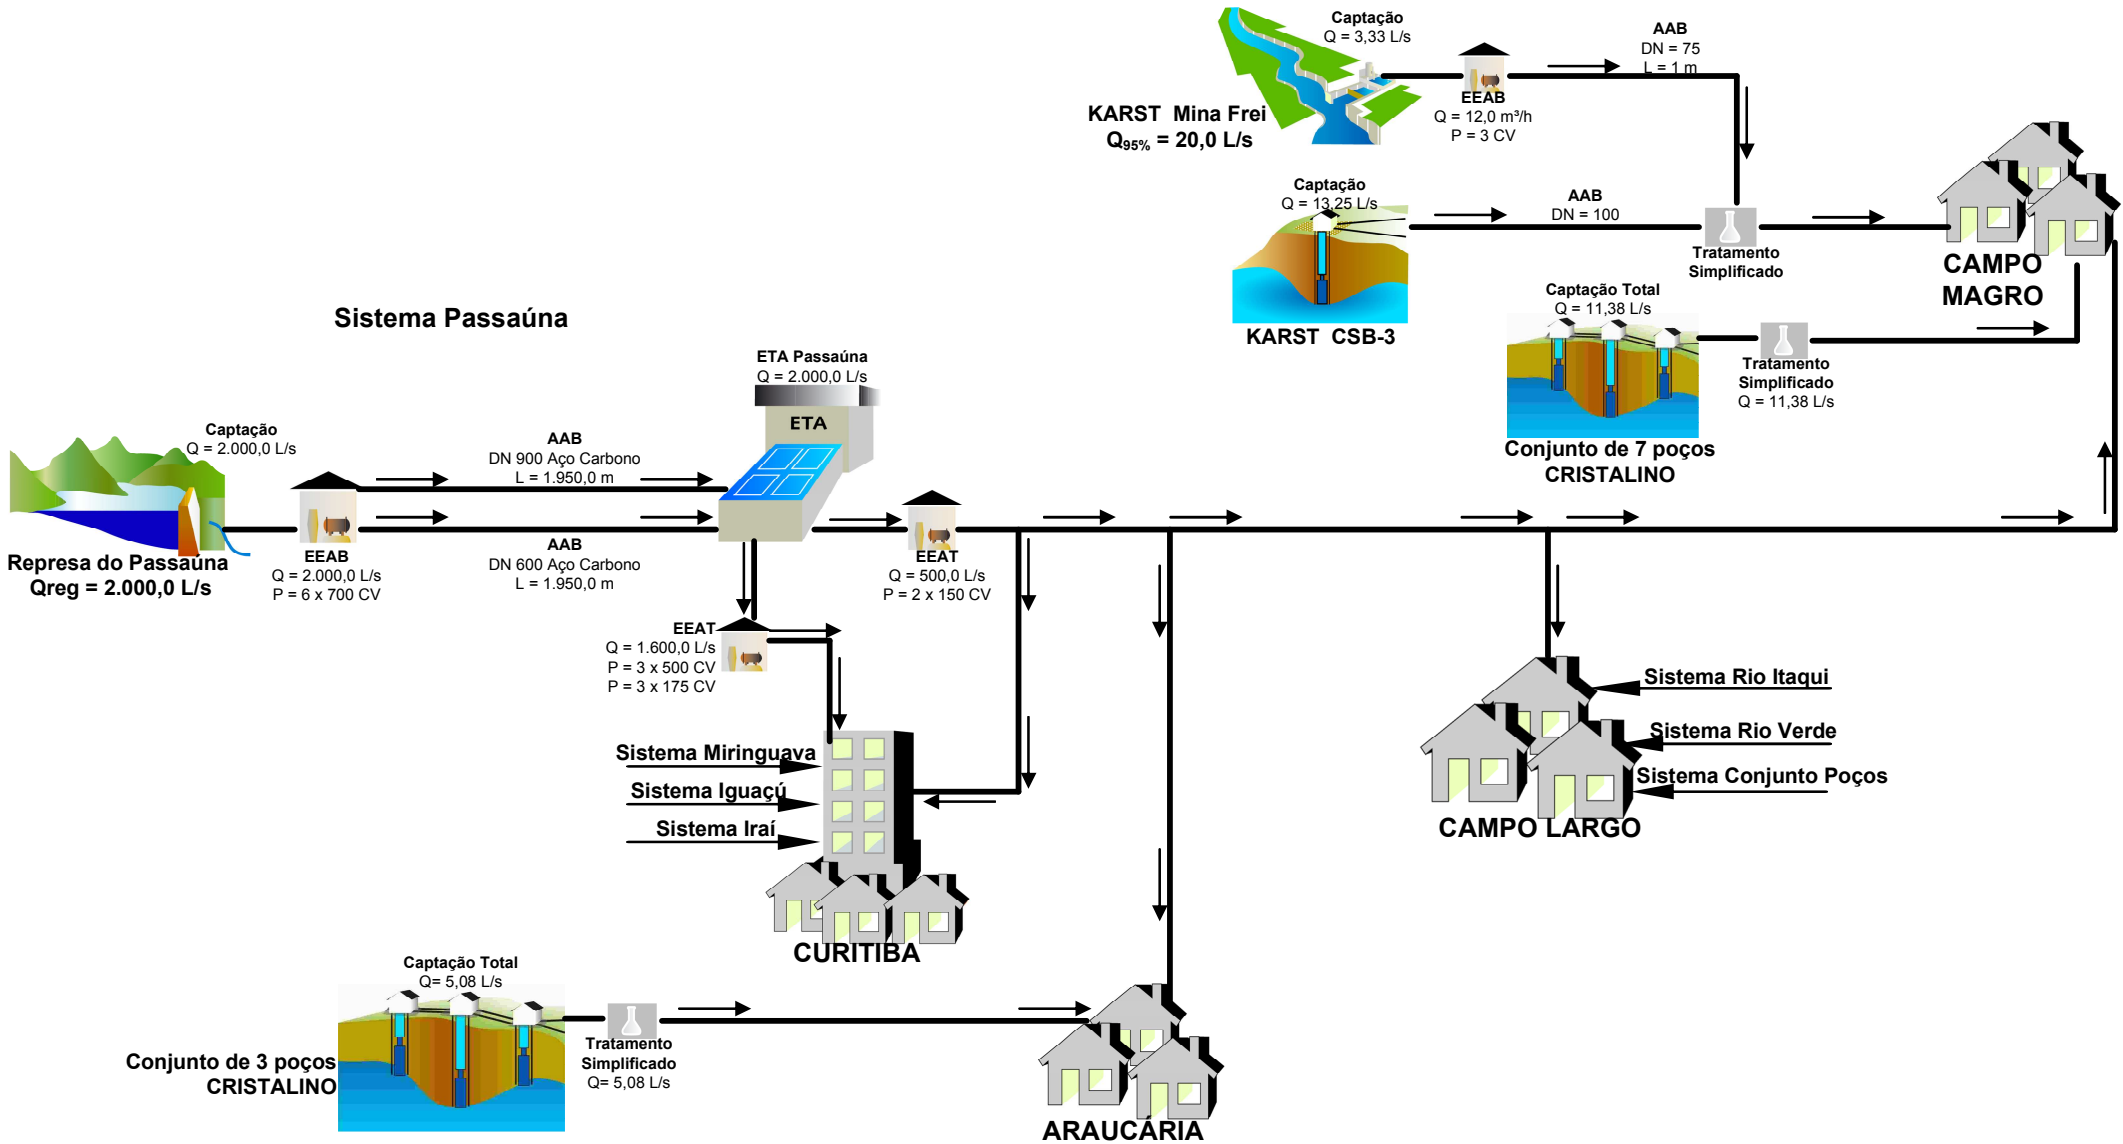 Captação
Q = 3,33 L/s
AAB
DN = 75
L = 1 m
KARST Mina Frei
Q95% = 20,0 L/s
EEAB
Q = 12,0 m³/h
P = 3 CV
Captação
Q = 13,25 L/s
AAB
DN = 100
Tratamento
Simplificado
KARST CSB-3
CAMPO
MAGRO
Captação Total
Q = 11,38 L/s
Tratamento
Simplificado
Q = 11,38 L/s
Conjunto de 7 poços
CRISTALINO
Sistema Passaúna
ETA Passaúna
Q = 2.000,0 L/s
ETA
Captação
Q = 2.000,0 L/s
AAB
DN 900 Aço Carbono
L = 1.950,0 m
Represa do Passaúna
Qreg = 2.000,0 L/s
EEAB
Q = 2.000,0 L/s
P = 6 x 700 CV
AAB
DN 600 Aço Carbono
L = 1.950,0 m
EEAT
Q = 500,0 L/s
P = 2 x 150 CV
EEAT
Q = 1.600,0 L/s
P = 3 x 500 CV
P = 3 x 175 CV
Sistema Miringuava
Sistema Iguaçú
Sistema Iraí
CURITIBA
Sistema Rio Itaqui
Sistema Rio Verde
Sistema Conjunto Poços
CAMPO LARGO
Captação Total
Q= 5,08 L/s
Conjunto de 3 poços
CRISTALINO
Tratamento
Simplificado
Q= 5,08 L/s
ARAUCÁRIA